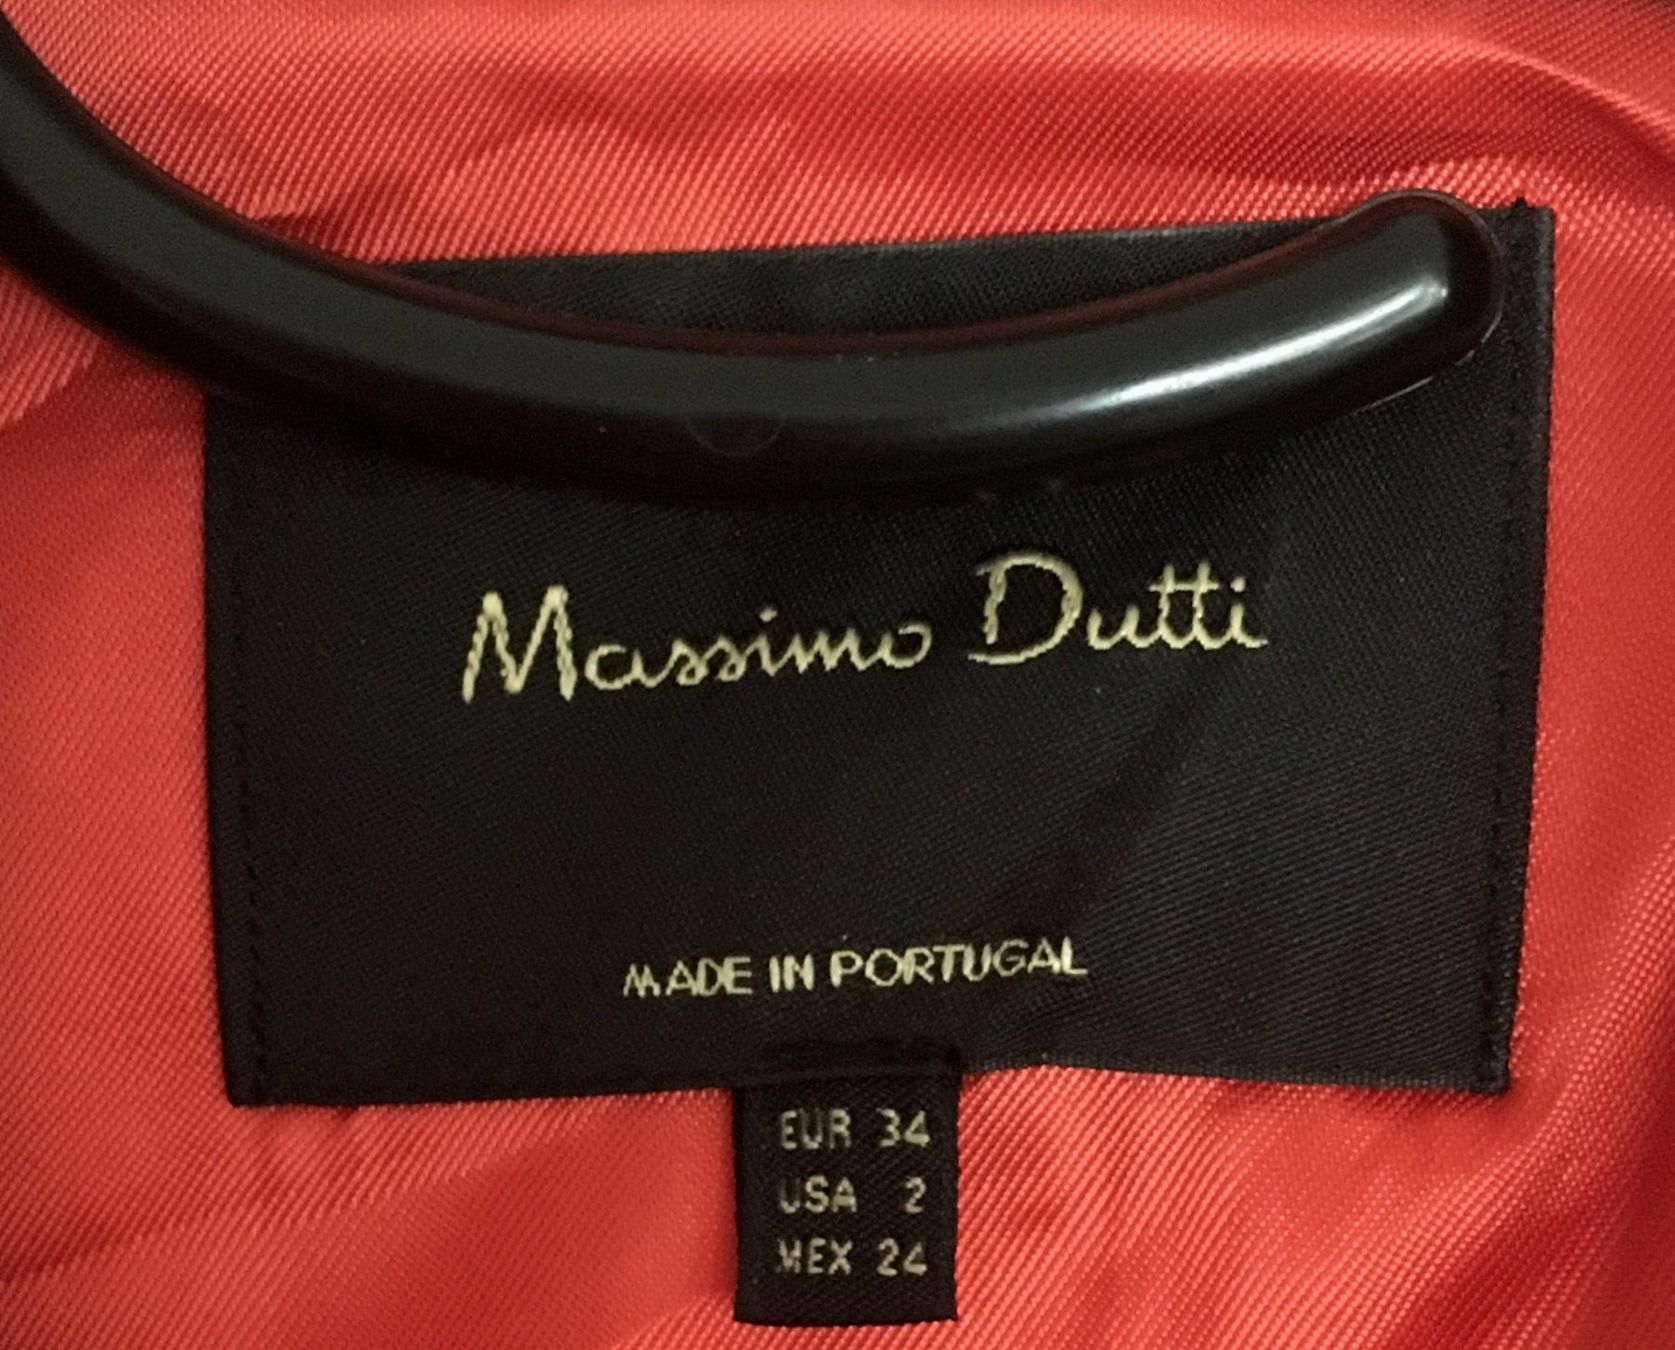 Massimo Dutti
MADE IN PORTUGAL
EUR 34
USA 2
MEX 24